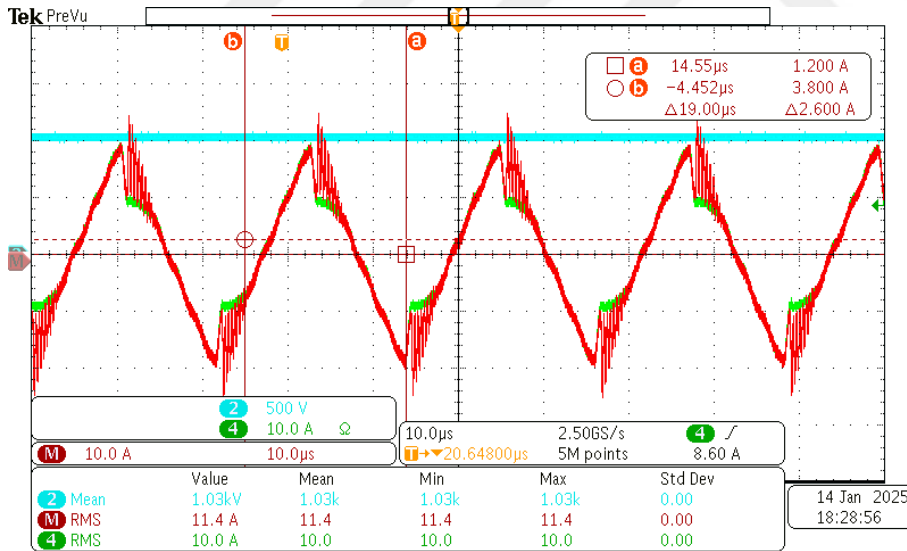 Tek PreVu
T
b T a
a 14.55µs 1.200 A
b −4.452µs 3.800 A
Δ19.00µs Δ2.600 A
2
M
2 500 V
4 10.0 A Ω
M 10.0 A 10.0µs
10.0µs 2.50GS/s 4
T→▼20.64800µs 5M points 8.60 A
Value Mean Min Max Std Dev
2 Mean 1.03kV 1.03k 1.03k 1.03k 0.00
M RMS 11.4 A 11.4 11.4 11.4 0.00
4 RMS 10.0 A 10.0 10.0 10.0 0.00
14 Jan 2025
18:28:56